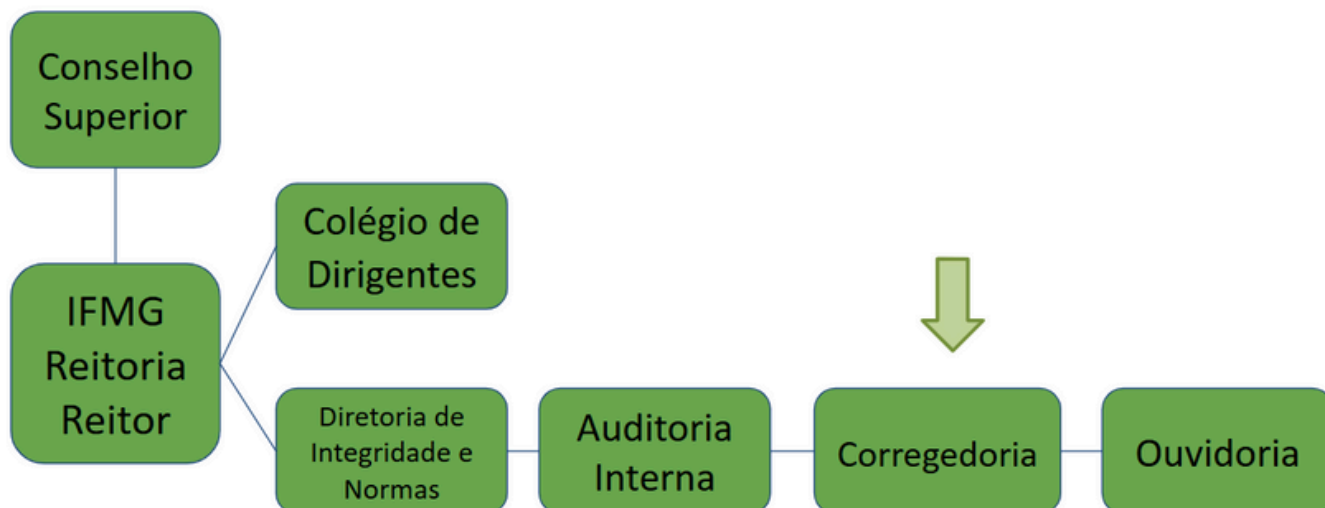 Conselho
Superior
Colégio de
Dirigentes
IFMG
Reitoria
Reitor
Diretoria de
Integridade e
Normas
Auditoria
Interna
Corregedoria
Ouvidoria